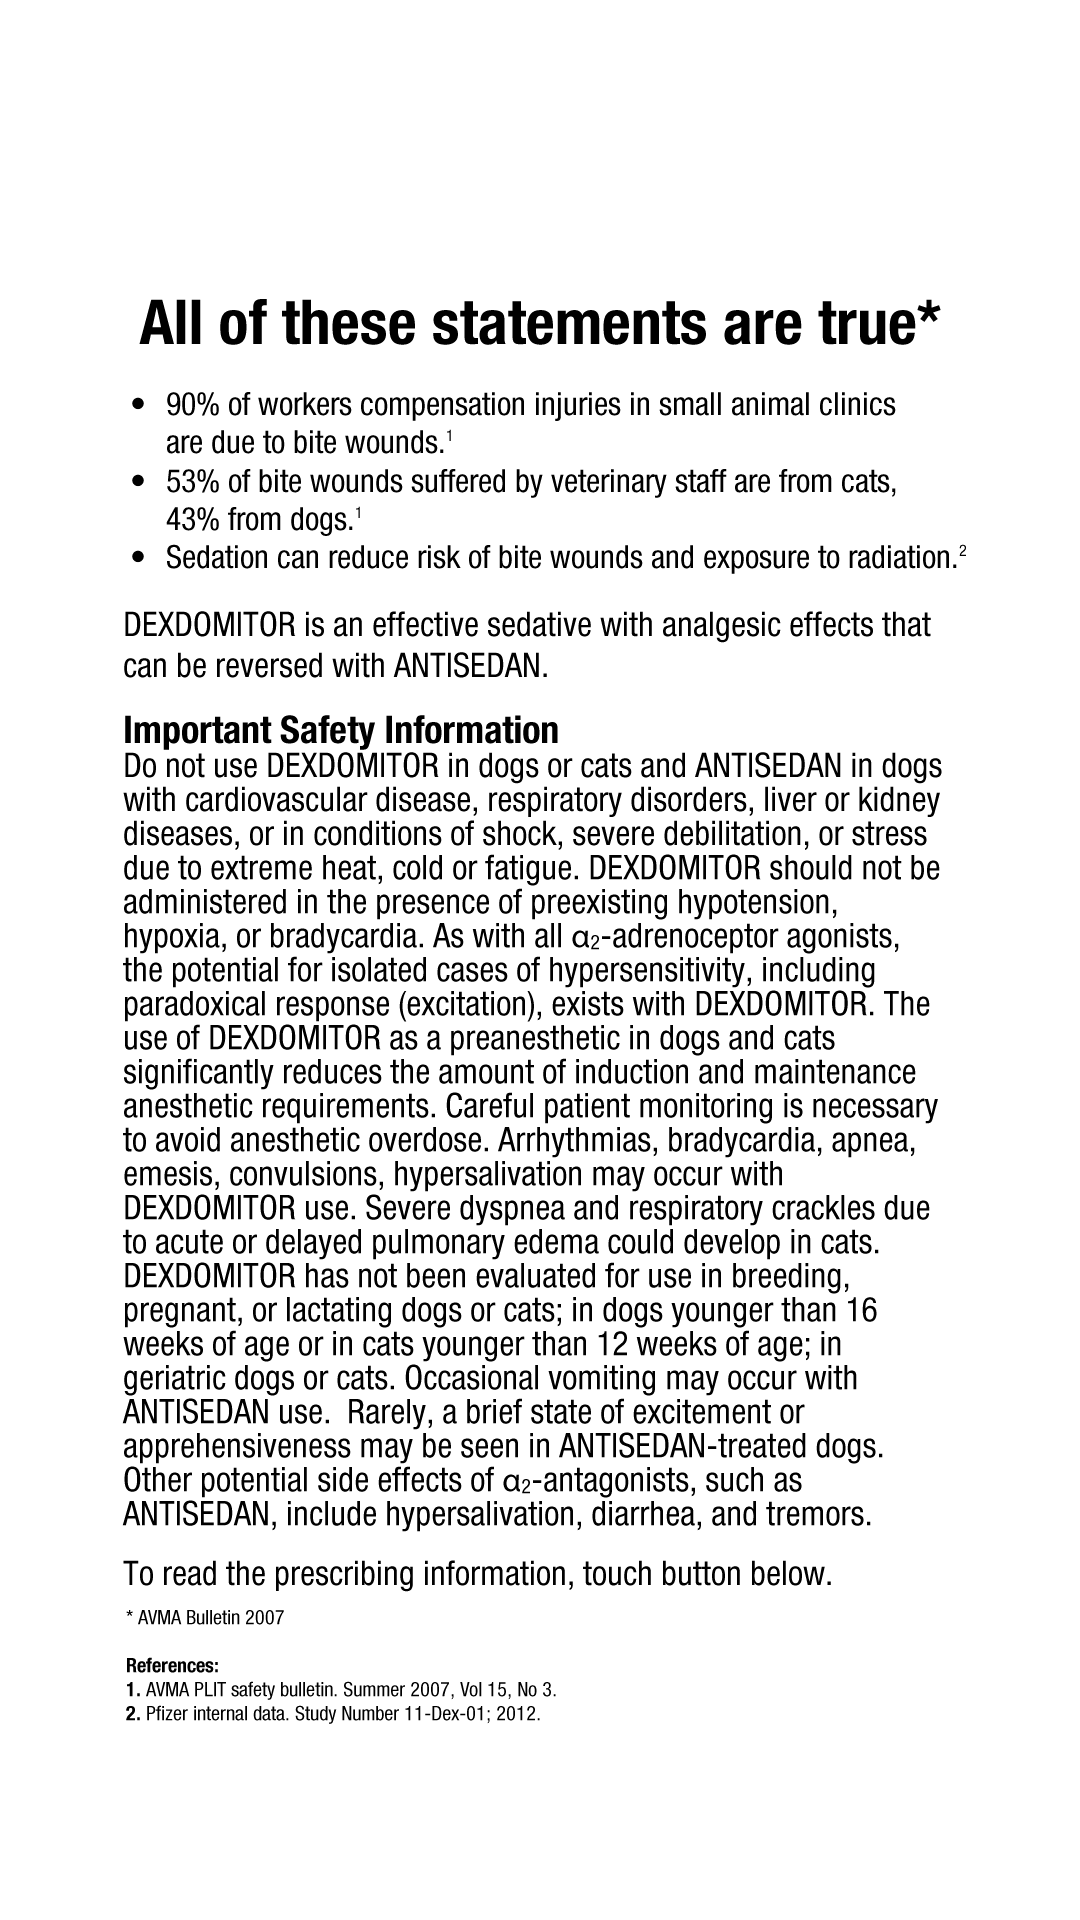 All of these statements are true*
• 90% of workers compensation injuries in small animal clinics
are due to bite wounds.¹
• 53% of bite wounds suffered by veterinary staff are from cats,
43% from dogs.¹
• Sedation can reduce risk of bite wounds and exposure to radiation.²
DEXDOMITOR is an effective sedative with analgesic effects that
can be reversed with ANTISEDAN.
Important Safety Information
Do not use DEXDOMITOR in dogs or cats and ANTISEDAN in dogs
with cardiovascular disease, respiratory disorders, liver or kidney
diseases, or in conditions of shock, severe debilitation, or stress
due to extreme heat, cold or fatigue. DEXDOMITOR should not be
administered in the presence of preexisting hypotension,
hypoxia, or bradycardia. As with all α₂-adrenoceptor agonists,
the potential for isolated cases of hypersensitivity, including
paradoxical response (excitation), exists with DEXDOMITOR. The
use of DEXDOMITOR as a preanesthetic in dogs and cats
significantly reduces the amount of induction and maintenance
anesthetic requirements. Careful patient monitoring is necessary
to avoid anesthetic overdose. Arrhythmias, bradycardia, apnea,
emesis, convulsions, hypersalivation may occur with
DEXDOMITOR use. Severe dyspnea and respiratory crackles due
to acute or delayed pulmonary edema could develop in cats.
DEXDOMITOR has not been evaluated for use in breeding,
pregnant, or lactating dogs or cats; in dogs younger than 16
weeks of age or in cats younger than 12 weeks of age; in
geriatric dogs or cats. Occasional vomiting may occur with
ANTISEDAN use.  Rarely, a brief state of excitement or
apprehensiveness may be seen in ANTISEDAN-treated dogs.
Other potential side effects of α₂-antagonists, such as
ANTISEDAN, include hypersalivation, diarrhea, and tremors.
To read the prescribing information, touch button below.
* AVMA Bulletin 2007
References:
1. AVMA PLIT safety bulletin. Summer 2007, Vol 15, No 3.
2. Pfizer internal data. Study Number 11-Dex-01; 2012.